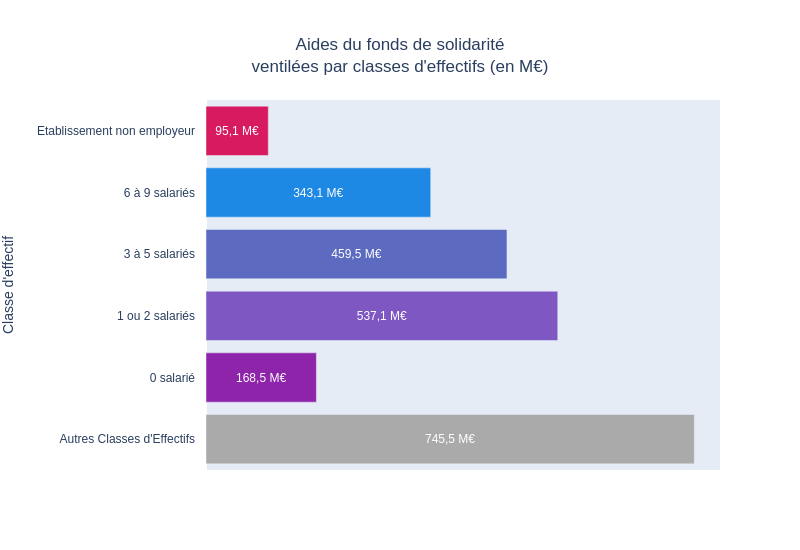 Aides du fonds de solidarité
ventilées par classes d'effectifs (en M€)
Classe d'effectif
Etablissement non employeur
95,1 M€
6 à 9 salariés
343,1 M€
3 à 5 salariés
459,5 M€
1 ou 2 salariés
537,1 M€
0 salarié
168,5 M€
Autres Classes d'Effectifs
745,5 M€